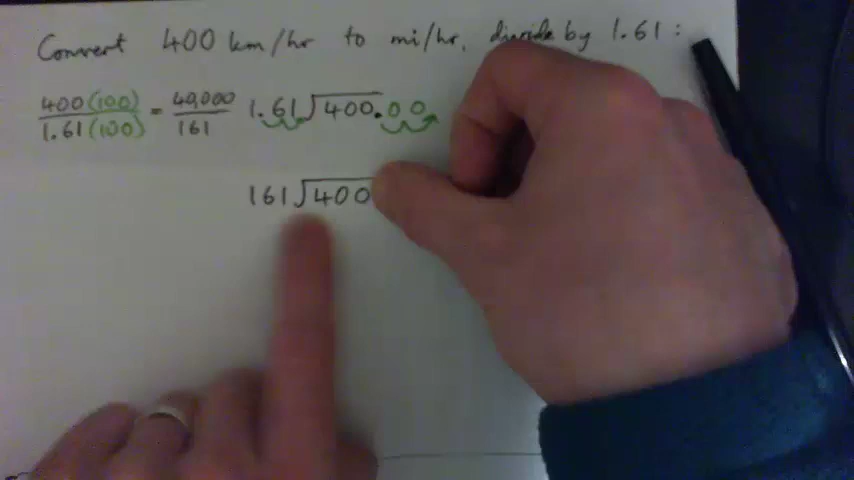 Convert 400 km/hr to mi/hr, divide by 1.61:
400(100)/1.61(100) = 40,000/161 1.61⟌400.00
161⟌400